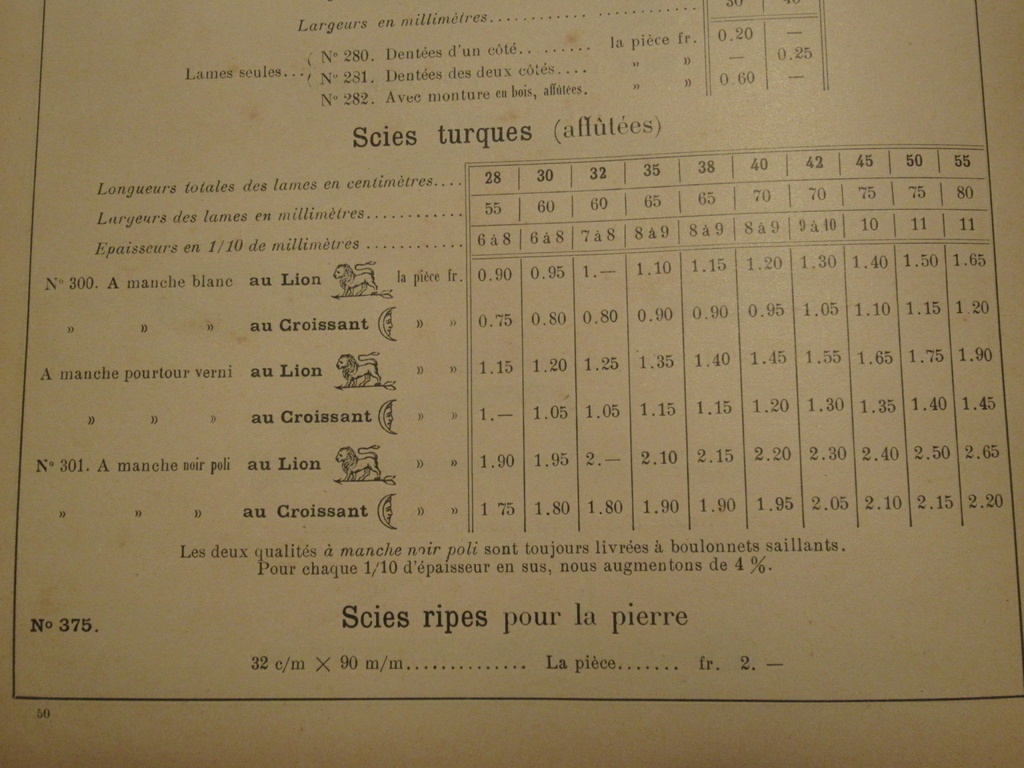 Largeurs en millimètres.................. 30 40
Lames seules... ( N° 280. Dentées d'un côté......... la pièce fr. 0.20 —
N° 281. Dentées des deux côtés.... » » — 0.25
N° 282. Avec monture en bois, affûtées. » » 0.60 —
Scies turques (affûtées)
Longueurs totales des lames en centimètres.... 28 30 32 35 38 40 42 45 50 55
Largeurs des lames en millimètres............ 55 60 60 65 65 70 70 75 75 80
Epaisseurs en 1/10 de millimètres ............ 6 à 8 6 à 8 7 à 8 8 à 9 8 à 9 8 à 9 9 à 10 10 11 11
N° 300. A manche blanc au Lion la pièce fr. 0.90 0.95 1.— 1.10 1.15 1.20 1.30 1.40 1.50 1.65
» » » au Croissant » » 0.75 0.80 0.80 0.90 0.90 0.95 1.05 1.10 1.15 1.20
A manche pourtour verni au Lion » » 1.15 1.20 1.25 1.35 1.40 1.45 1.55 1.65 1.75 1.90
» » » au Croissant » » 1.— 1.05 1.05 1.15 1.15 1.20 1.30 1.35 1.40 1.45
N° 301. A manche noir poli au Lion » » 1.90 1.95 2.— 2.10 2.15 2.20 2.30 2.40 2.50 2.65
» » » au Croissant » » 1 75 1.80 1.80 1.90 1.90 1.95 2.05 2.10 2.15 2.20
Les deux qualités à manche noir poli sont toujours livrées à boulonnets saillants.
Pour chaque 1/10 d'épaisseur en sus, nous augmentons de 4 %.
N° 375. Scies ripes pour la pierre
32 c/m × 90 m/m.............. La pièce....... fr. 2. —
50